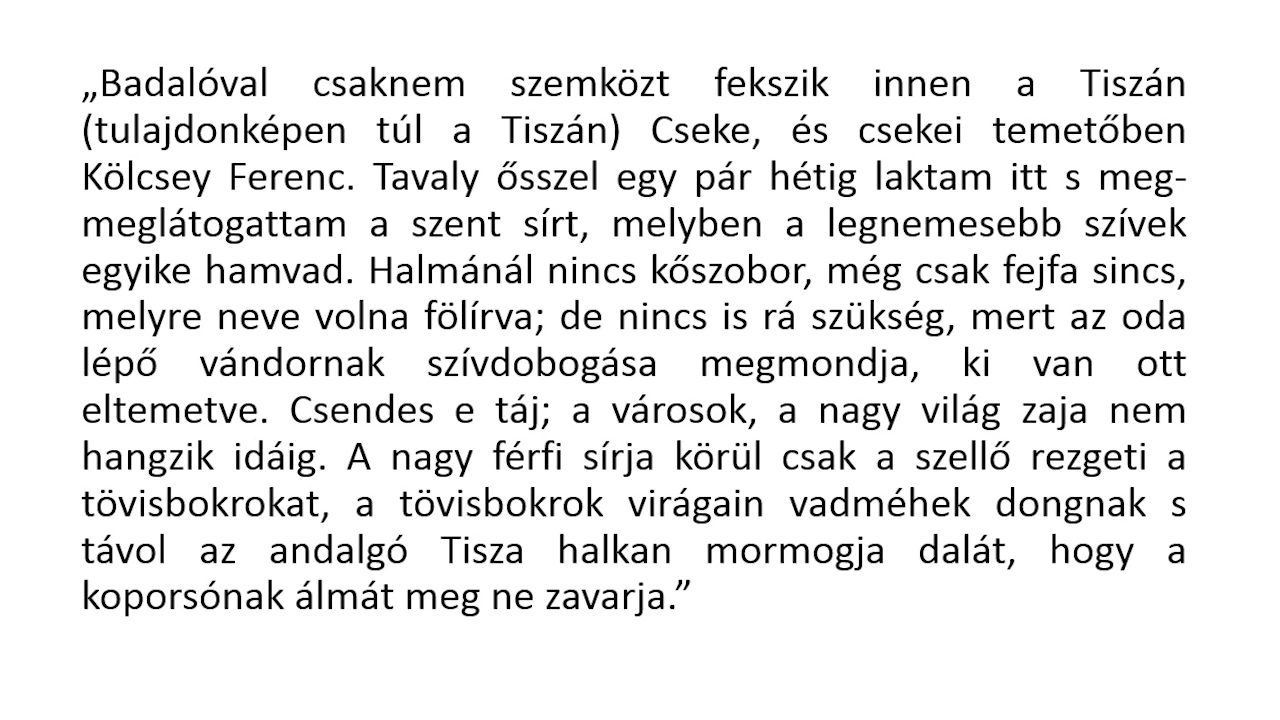 „Badalóval csaknem szemközt fekszik innen a Tiszán
(tulajdonképen túl a Tiszán) Cseke, és csekei temetőben
Kölcsey Ferenc. Tavaly ősszel egy pár hétig laktam itt s meg-
meglátogattam a szent sírt, melyben a legnemesebb szívek
egyike hamvad. Halmánál nincs kőszobor, még csak fejfa sincs,
melyre neve volna fölírva; de nincs is rá szükség, mert az oda
lépő vándornak szívdobogása megmondja, ki van ott
eltemetve. Csendes e táj; a városok, a nagy világ zaja nem
hangzik idáig. A nagy férfi sírja körül csak a szellő rezgeti a
tövisbokrokat, a tövisbokrok virágain vadméhek dongnak s
távol az andalgó Tisza halkan mormogja dalát, hogy a
koporsónak álmát meg ne zavarja.”